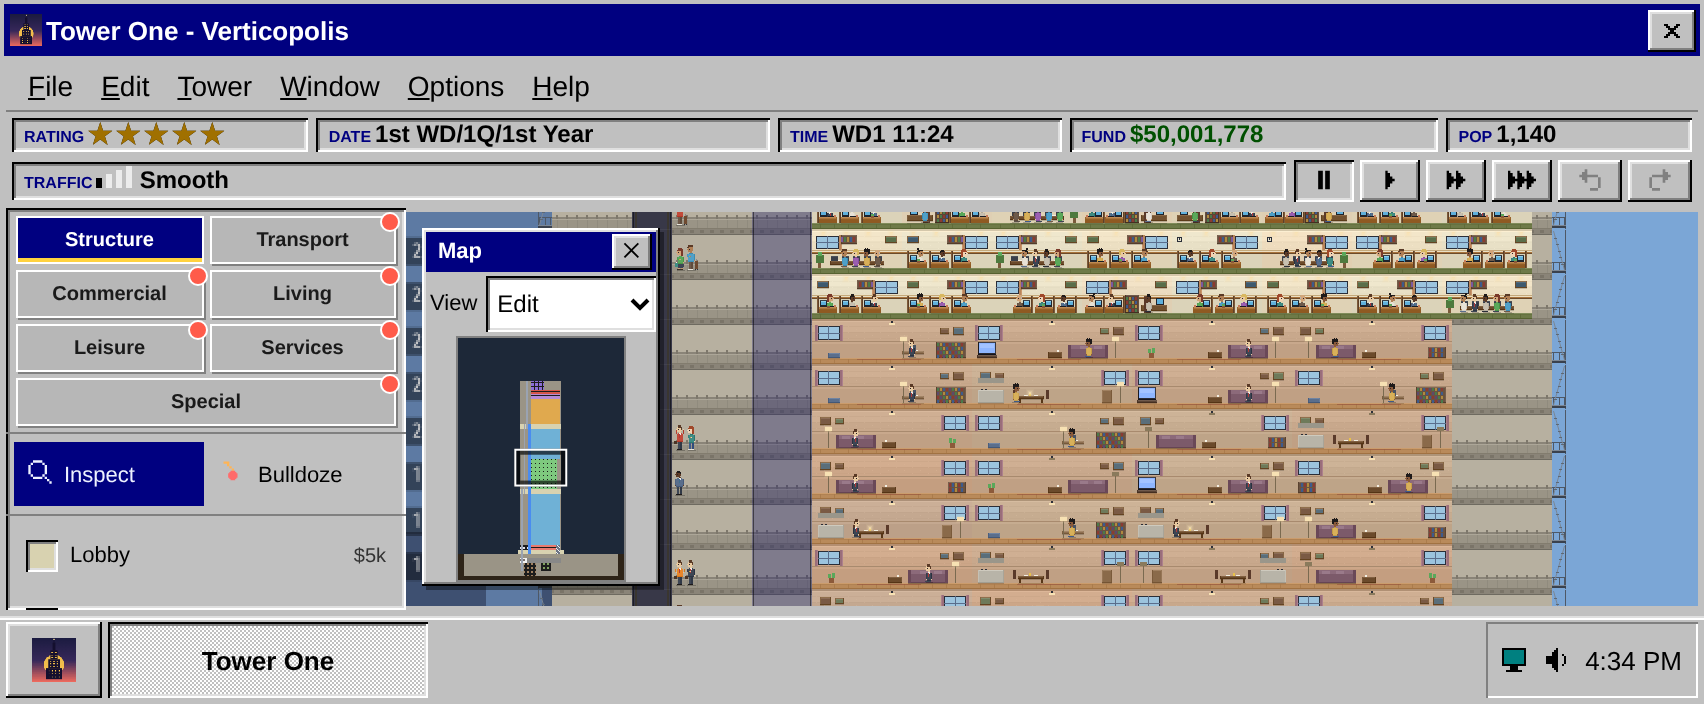 Tower One - Verticopolis
File Edit Tower Window Options Help
RATING DATE 1st WD/1Q/1st Year TIME WD1 11:24 FUND $50,001,778 POP 1,140
TRAFFIC Smooth
Structure Transport
Commercial Living
Leisure Services
Special
Inspect Bulldoze
Lobby $5k
Map
View Edit
Tower One
4:34 PM